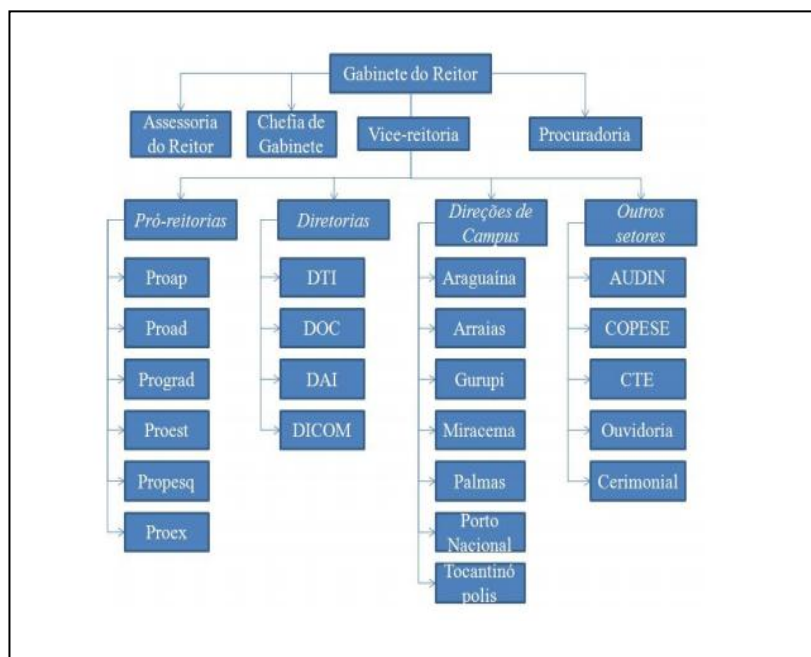 Gabinete do Reitor
Assessoria
do Reitor
Chefia de
Gabinete
Vice-reitoria
Procuradoria
Pró-reitorias
Diretorias
Direções de
Campus
Outros
setores
Proap
DTI
Araguaína
AUDIN
Proad
DOC
Arraias
COPESE
Prograd
DAI
Gurupi
CTE
Proest
DICOM
Miracema
Ouvidoria
Propesq
Palmas
Cerimonial
Proex
Porto
Nacional
Tocantinó
polis